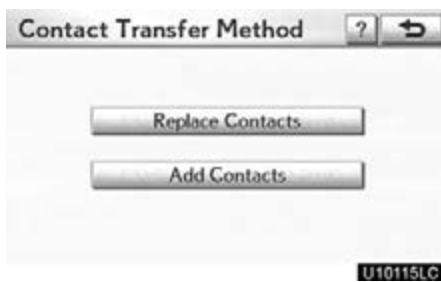 Contact Transfer Method ?
Replace Contacts
Add Contacts
U10115LC